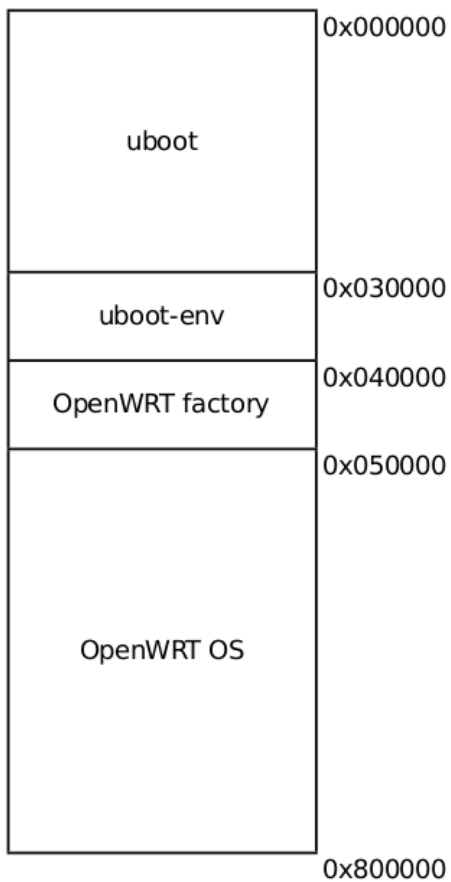 0x000000
uboot
0x030000
uboot-env
0x040000
OpenWRT factory
0x050000
OpenWRT OS
0x800000